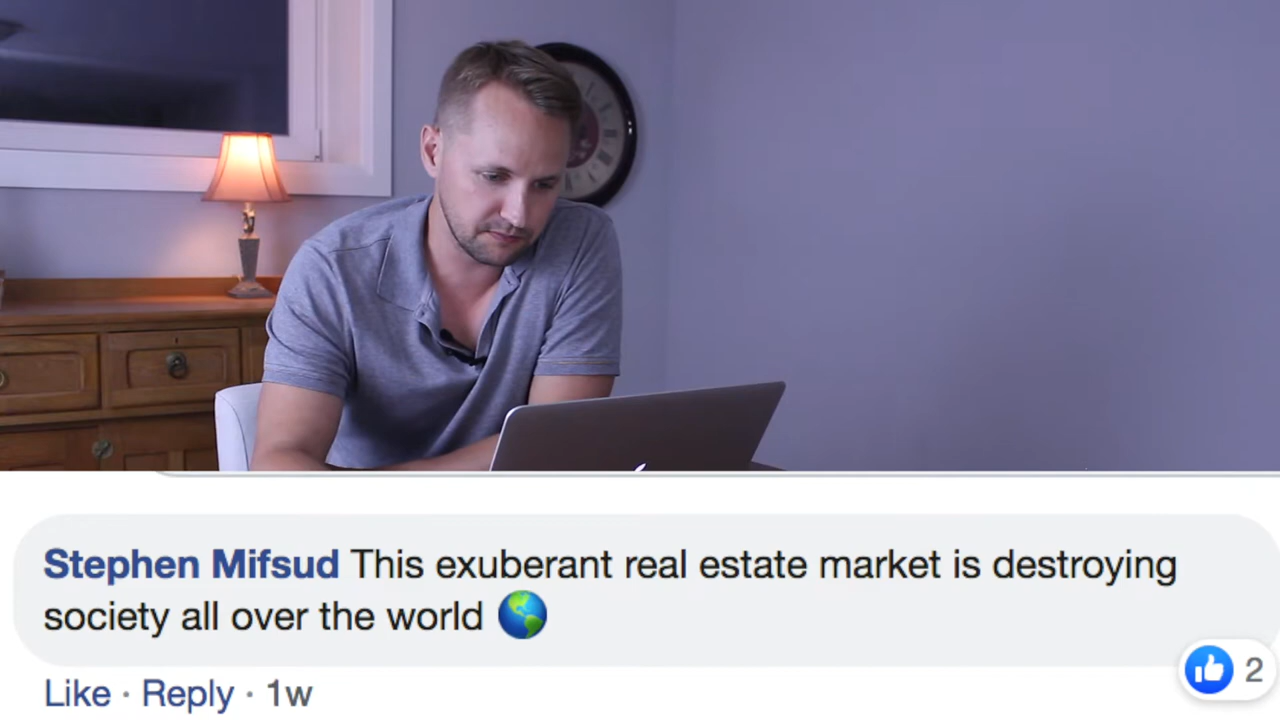 Stephen Mifsud This exuberant real estate market is destroying
society all over the world 🌎
Like · Reply · 1w
2